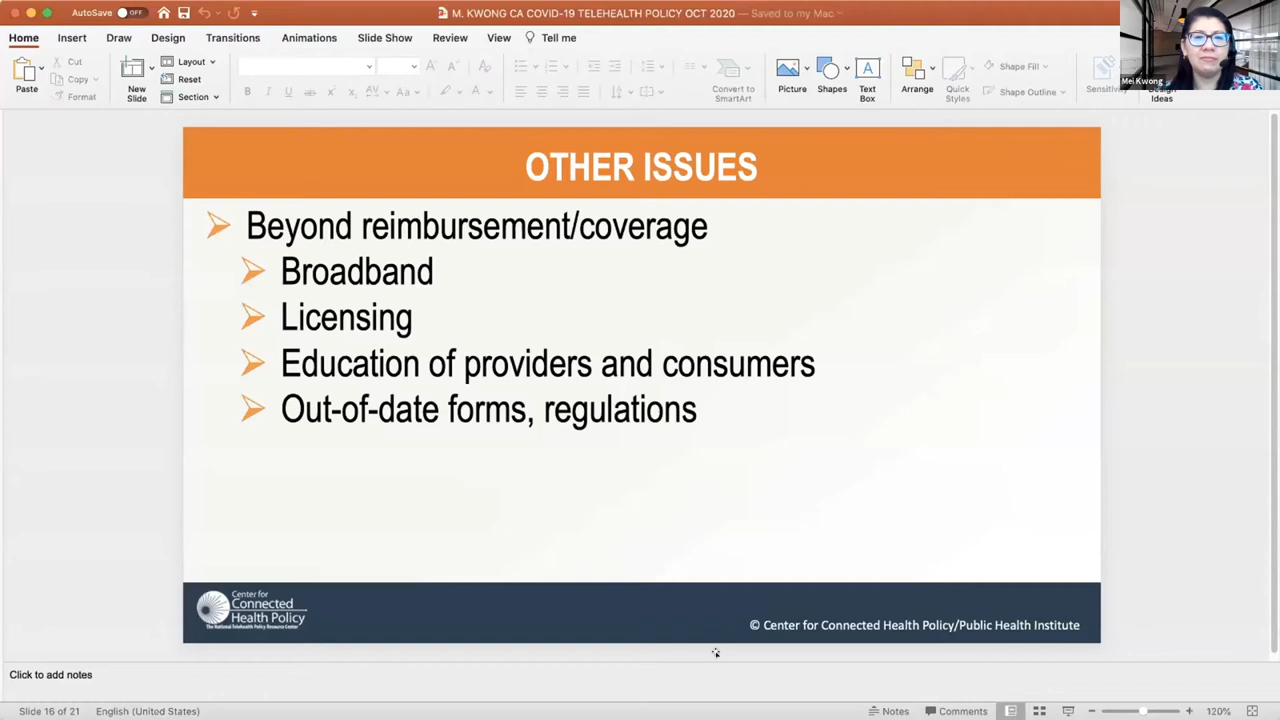 AutoSave OFF
M. KWONG CA COVID-19 TELEHEALTH POLICY OCT 2020 — Saved to my Mac
Home Insert Draw Design Transitions Animations Slide Show Review View Tell me
Paste
Cut
Copy
Format
New Slide
Layout
Reset
Section
B I U
Convert to SmartArt
Picture
Shapes
Text Box
Arrange
Quick Styles
Shape Fill
Shape Outline
Sensitivity
Design Ideas
Mei Kwong
OTHER ISSUES
Beyond reimbursement/coverage
Broadband
Licensing
Education of providers and consumers
Out-of-date forms, regulations
Center for
Connected
Health Policy
The National Telehealth Policy Resource Center
© Center for Connected Health Policy/Public Health Institute
Click to add notes
Slide 16 of 21 English (United States) Notes Comments 120%